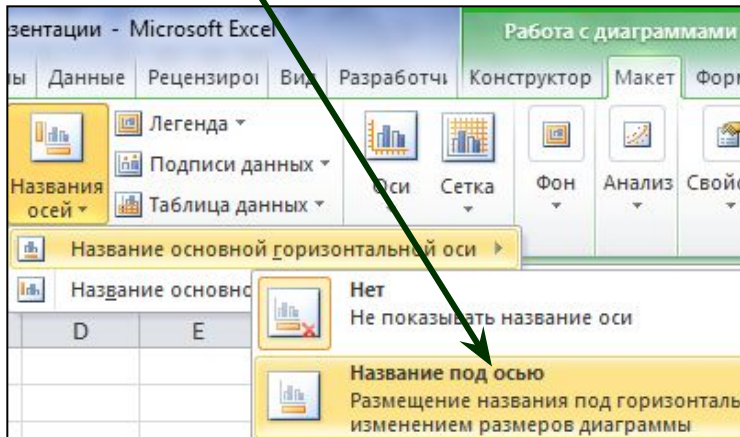 зентации - Microsoft Excel
Работа с диаграммами
ы Данные Рецензиро Вид Разработч Конструктор Макет Фор
Названия осей
Легенда
Подписи данных
Таблица данных
Оси
Сетка
Фон
Анализ
Свой
Название основной горизонтальной оси
Название основно
D E
Нет
Не показывать название оси
Название под осью
Размещение названия под горизонталь
изменением размеров диаграммы